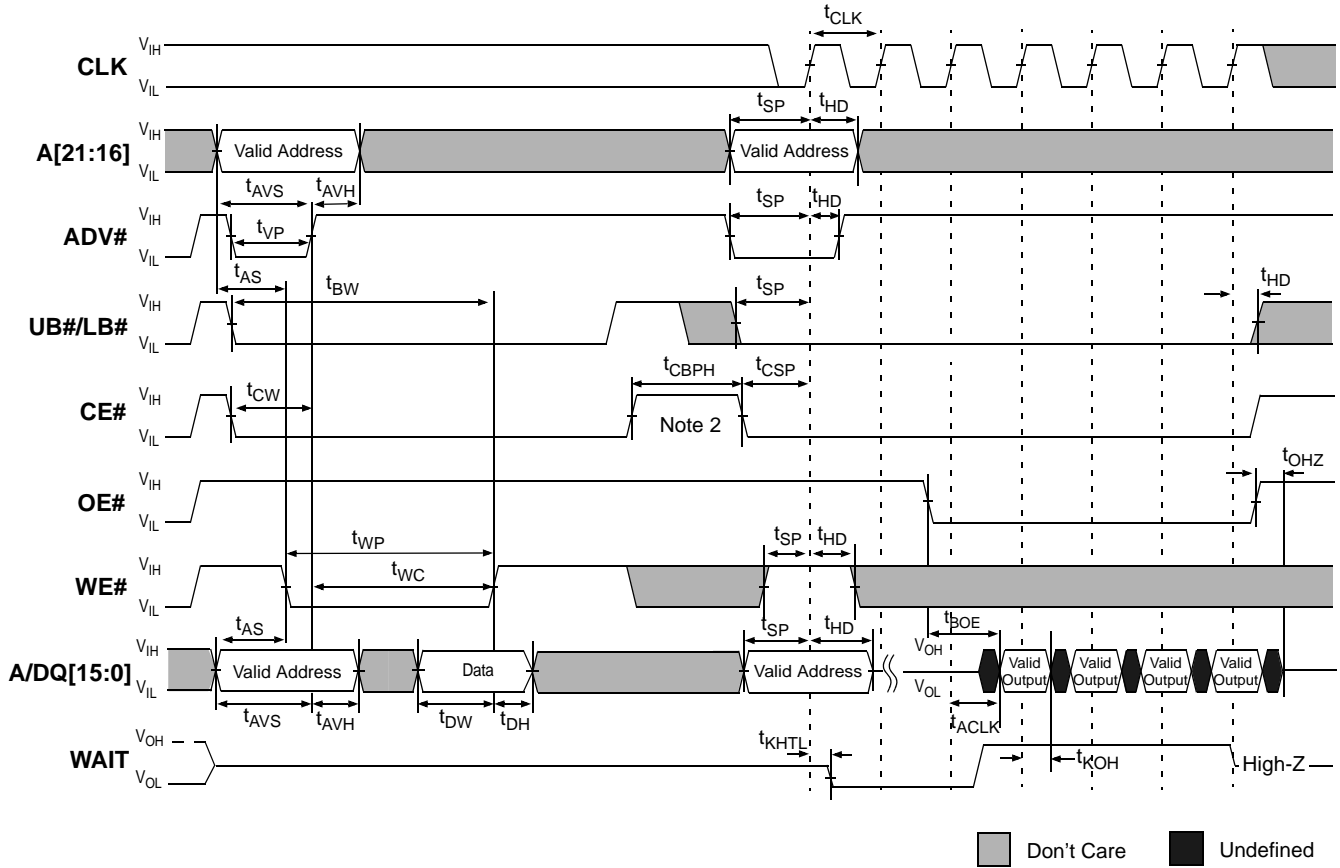 tCLK
VIH
CLK
VIL
tSP tHD
VIH
A[21:16] Valid Address Valid Address
VIL
tAVS tAVH
VIH tSP tHD
ADV# tVP
VIL
tAS tBW tSP tHD
VIH
UB#/LB#
VIL
tCBPH tCSP
VIH tCW
CE# Note 2
VIL
tOHZ
VIH
OE#
VIL
tWP tSP tHD
VIH
WE# tWC
VIL
tAS tSP tHD tBOE
VIH VOH
A/DQ[15:0] Valid Address Data Valid Address Valid Output Valid Output Valid Output Valid Output
VIL VOL
tAVS tAVH tDW tDH tACLK
VOH tKHTL
WAIT tKOH High-Z
VOL
Don't Care Undefined